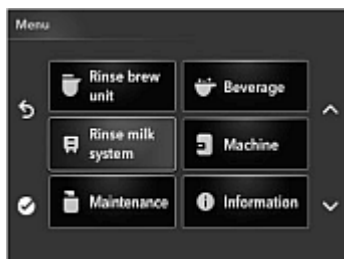 Menu
Rinse brew
unit
Beverage
Rinse milk
system
Machine
Maintenance
Information